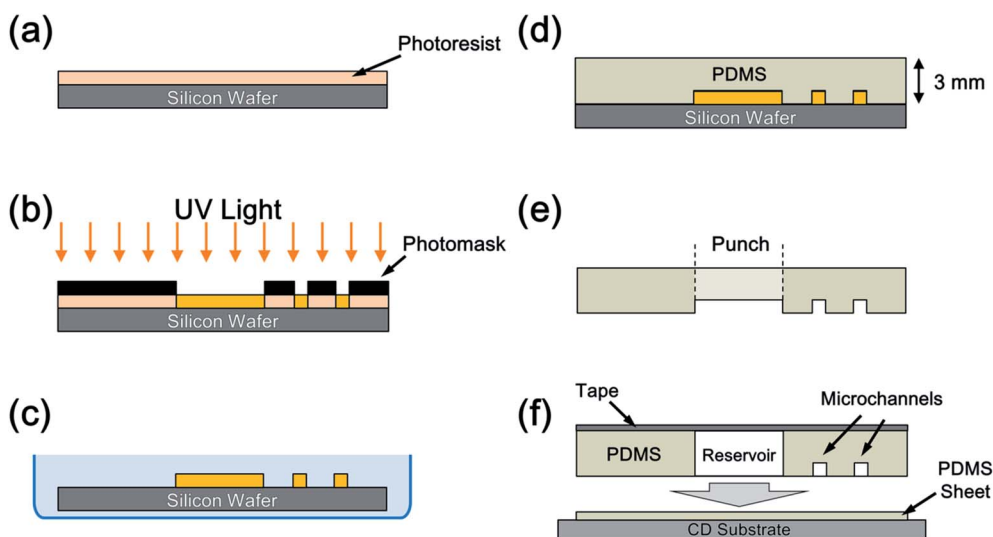 (a)
Photoresist
Silicon Wafer
(b)
UV Light
Photomask
Silicon Wafer
(c)
Silicon Wafer
(d)
PDMS
3 mm
Silicon Wafer
(e)
Punch
(f)
Tape
Microchannels
PDMS
Reservoir
PDMS
Sheet
CD Substrate